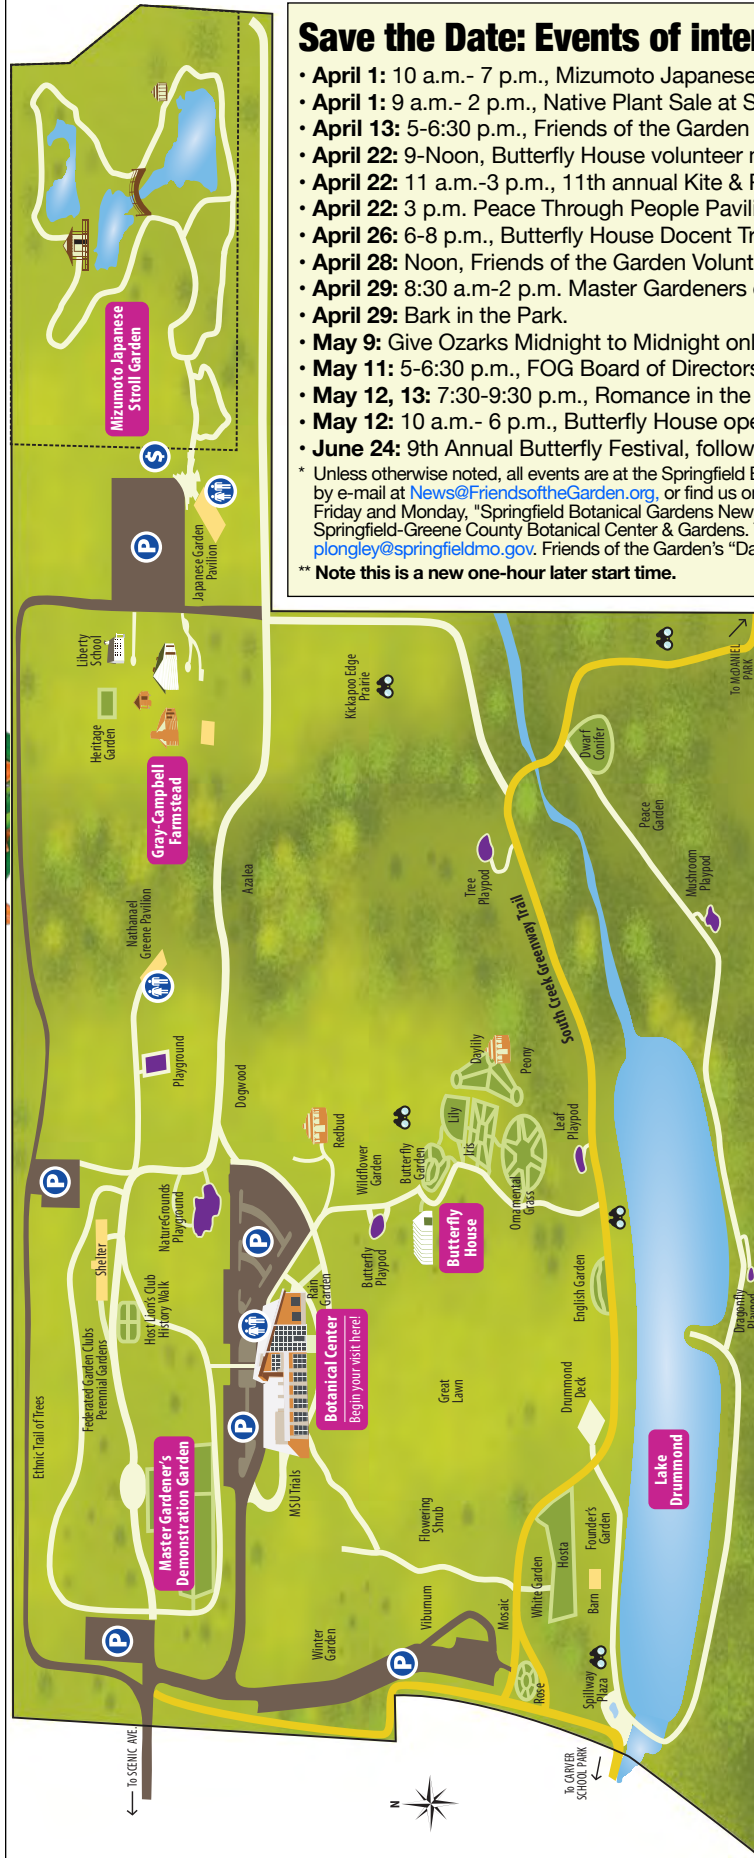 Save the Date: Events of inter
• April 1: 10 a.m.- 7 p.m., Mizumoto Japanese
• April 1: 9 a.m.- 2 p.m., Native Plant Sale at S
• April 13: 5-6:30 p.m., Friends of the Garden
• April 22: 9-Noon, Butterfly House volunteer
• April 22: 11 a.m.-3 p.m., 11th annual Kite &
• April 22: 3 p.m. Peace Through People Pavil
• April 26: 6-8 p.m., Butterfly House Docent Tr
• April 28: Noon, Friends of the Garden Volunt
• April 29: 8:30 a.m-2 p.m. Master Gardeners
• April 29: Bark in the Park.
• May 9: Give Ozarks Midnight to Midnight onl
• May 11: 5-6:30 p.m., FOG Board of Directors
• May 12, 13: 7:30-9:30 p.m., Romance in the
• May 12: 10 a.m.- 6 p.m., Butterfly House ope
• June 24: 9th Annual Butterfly Festival, follow
* Unless otherwise noted, all events are at the Springfield B
by e-mail at News@FriendsoftheGarden.org, or find us o
Friday and Monday, "Springfield Botanical Gardens New
Springfield-Greene County Botanical Center & Gardens.
plongley@springfieldmo.gov. Friends of the Garden's “Da
** Note this is a new one-hour later start time.
Mizumoto Japanese
Stroll Garden
$
P
Japanese Garden
Pavilion
Liberty
School
Heritage
Garden
Gray-Campbell
Farmstead
Kickapoo Edge
Prairie
To McDANIEL
PARK
Dwarf
Conifer
Peace
Garden
Mushroom
Playpod
Tree
Playpod
Azalea
Nathanael
Greene Pavilion
Playground
Dogwood
South Creek Greenway Trail
Daylily
Peony
Lily
Iris
Leaf
Playpod
Redbud
Wildflower
Garden
Butterfly
Garden
Ornamental
Grass
P
NatureGrounds
Playground
Shelter
Host Lion's Club
History Walk
Federated Garden Clubs
Perennial Gardens
Ethnic Trail of Trees
P
Butterfly
Playpod
Butterfly
House
Rain
Garden
English Garden
Dragonfly
Playpod
Botanical Center
Begin your visit here!
P
Great
Lawn
Drummond
Deck
Master Gardener's
Demonstration Garden
MSU Trials
Lake
Drummond
Flowering
Shrub
Founder's
Garden
Hosta
White Garden
Barn
P
Winter
Garden
Viburnum
Mosaic
P
Rose
Spillway
Plaza
To SCENIC AVE.
To CARVER
SCHOOL PARK
N